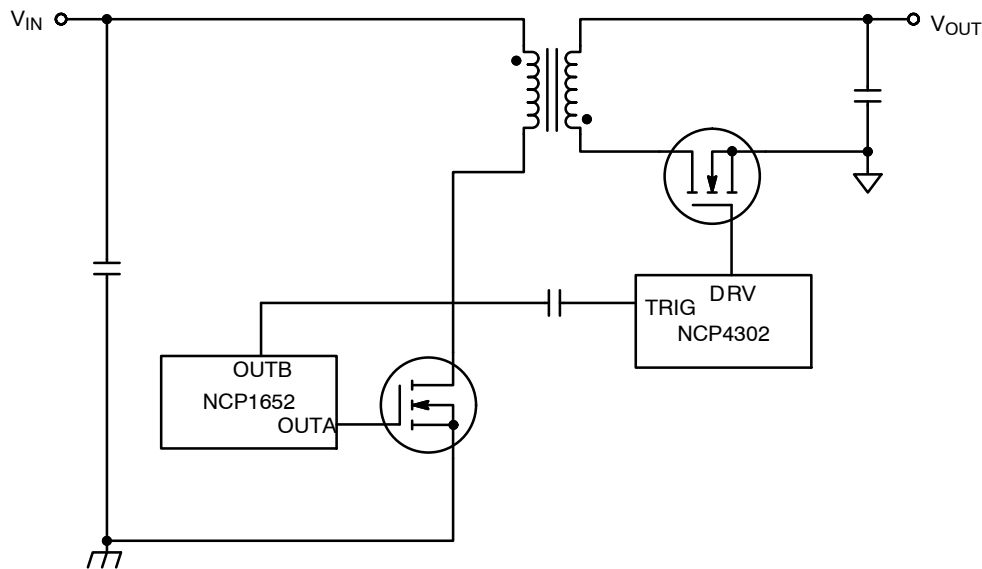 VIN
VOUT
DRV
TRIG
NCP4302
OUTB
NCP1652
OUTA